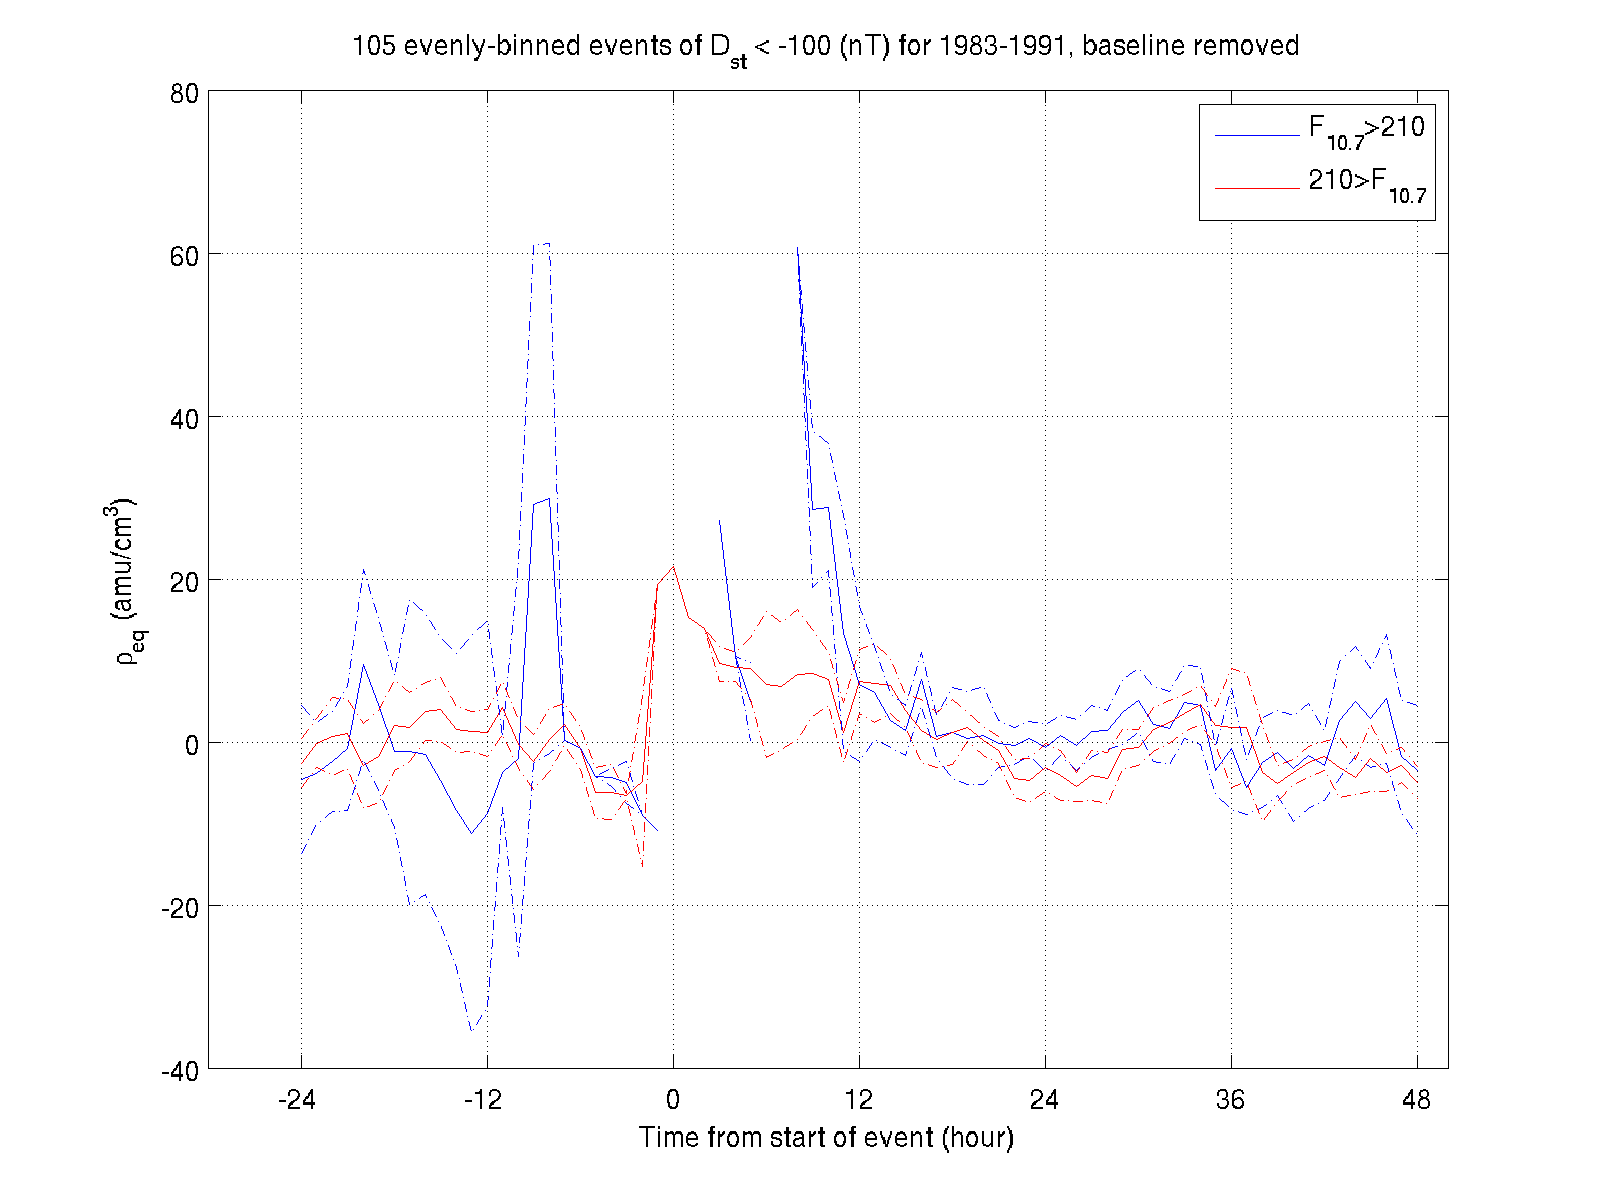 105 evenly-binned events of Dst < -100 (nT) for 1983-1991, baseline removed
80
60
40
20
0
-20
-40
ρeq (amu/cm³)
F10.7>210
210>F10.7
-24
-12
0
12
24
36
48
Time from start of event (hour)